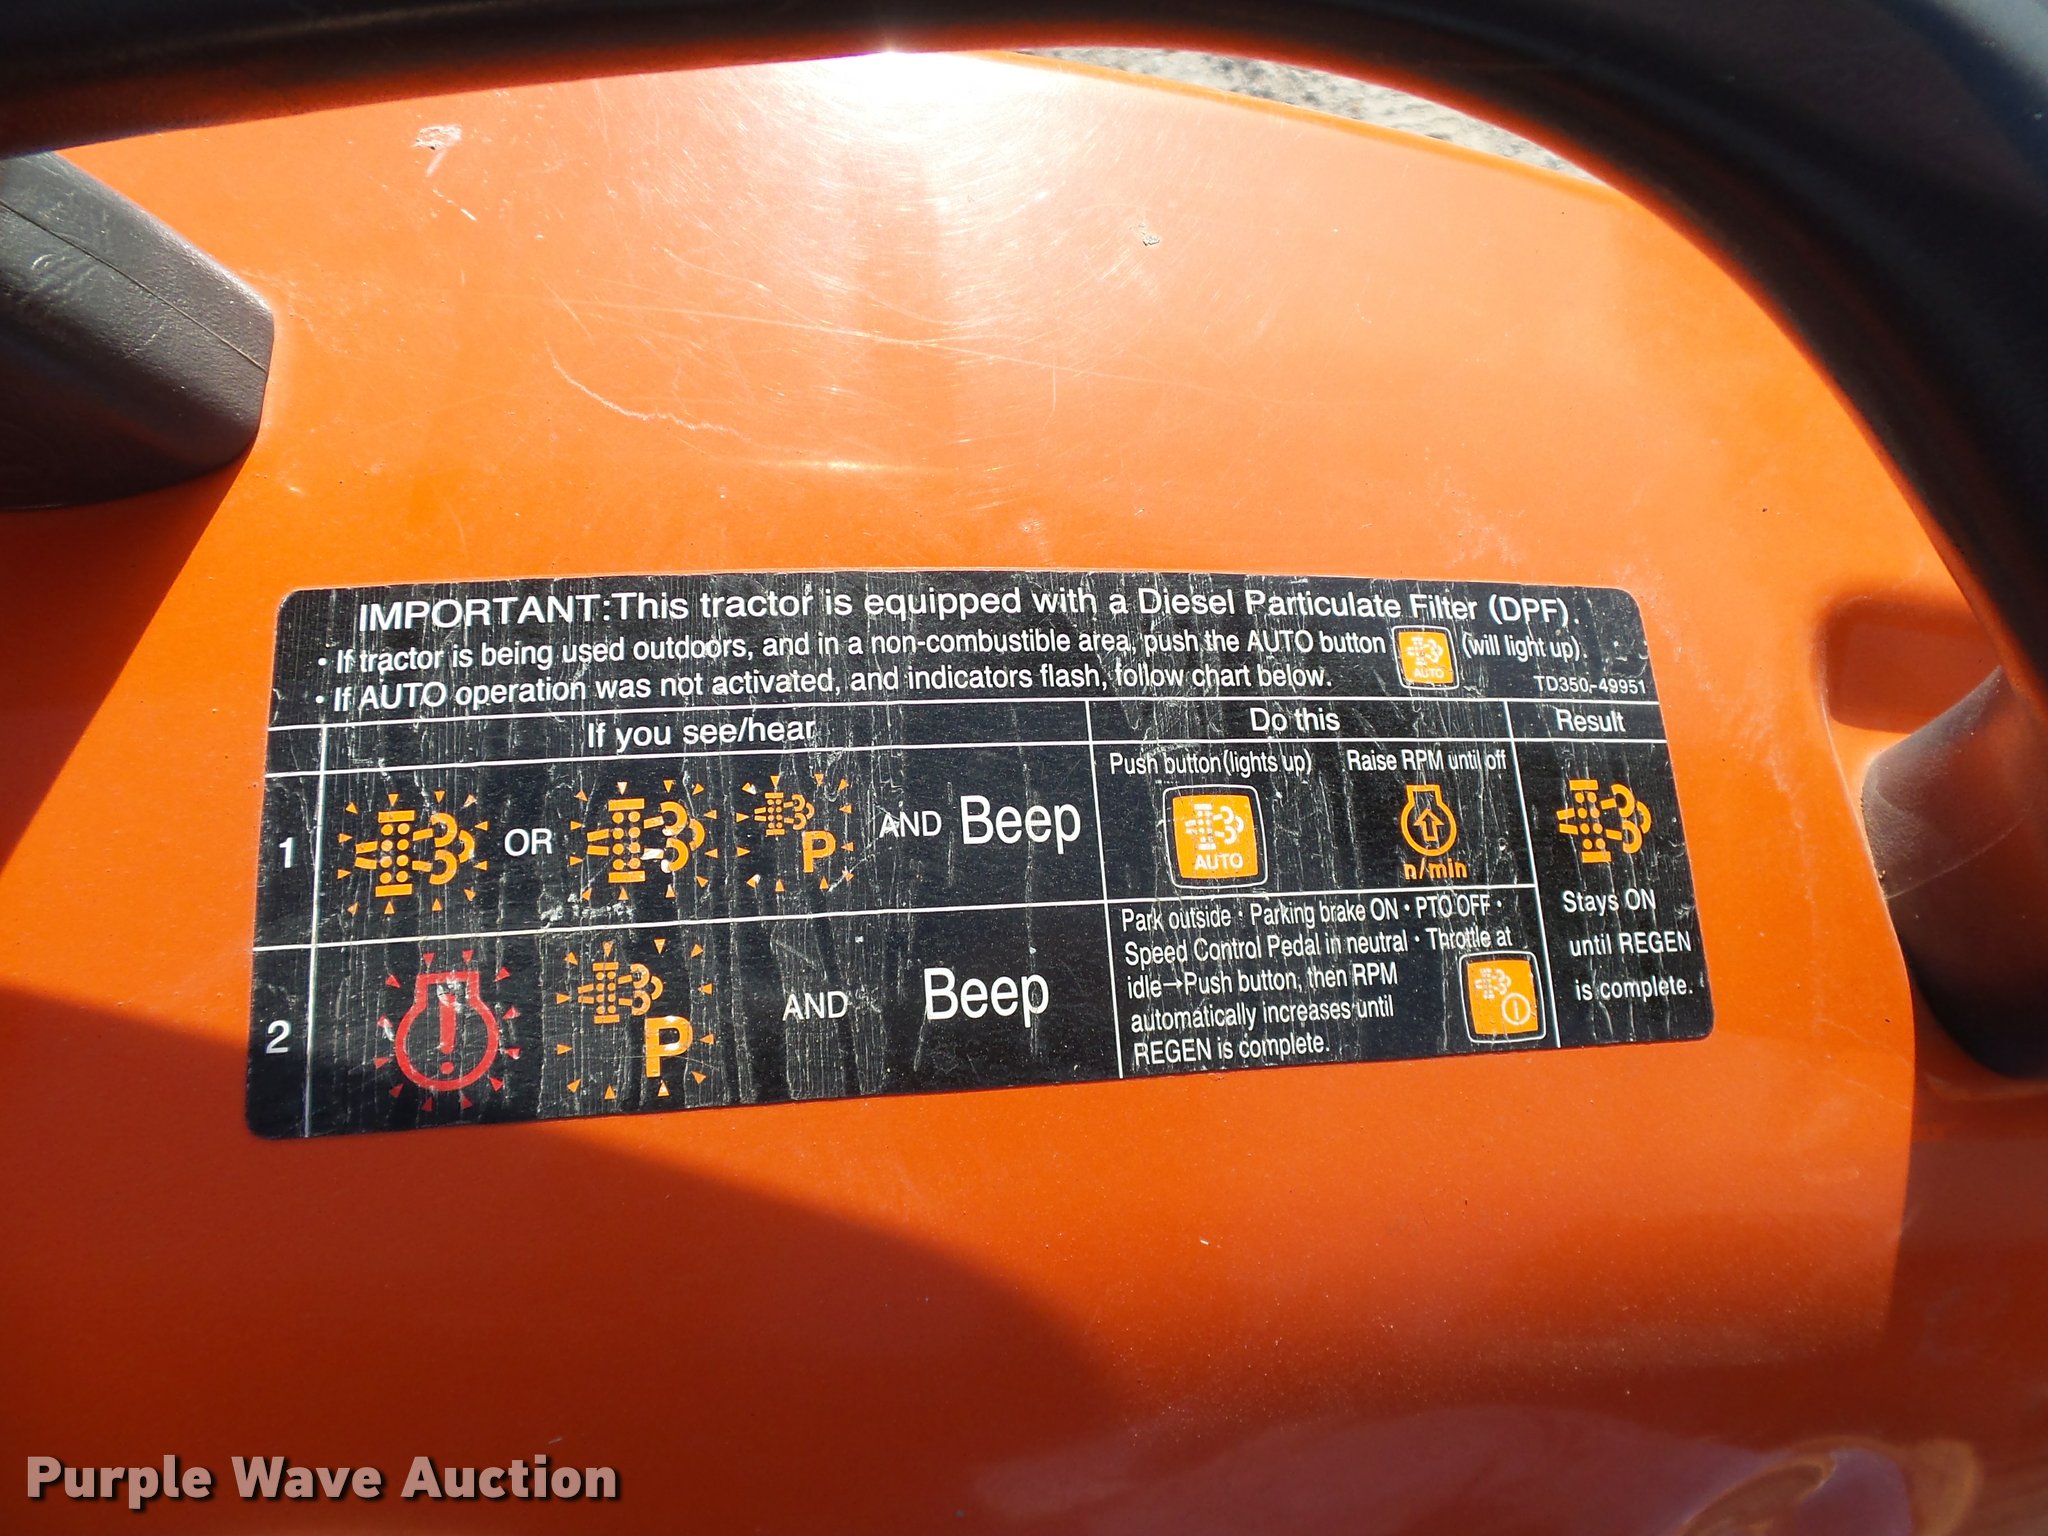 IMPORTANT:This tractor is equipped with a Diesel Particulate Filter (DPF).
• If tractor is being used outdoors, and in a non-combustible area, push the AUTO button AUTO (will light up).
• If AUTO operation was not activated, and indicators flash, follow chart below.
TD350-49951
If you see/hear Do this Result
Push button(lights up) Raise RPM until off
1 OR P AND Beep AUTO n/min
Stays ON
until REGEN
is complete.
2 P AND Beep
Park outside • Parking brake ON • PTO OFF •
Speed Control Pedal in neutral • Throttle at
idle→Push button, then RPM
automatically increases until
REGEN is complete.
Purple Wave Auction